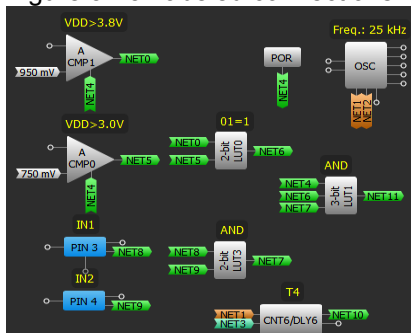 VDD>3.8V
Freq.: 25 kHz
A
CMP1
NET0
950 mV
NET4
POR
NET4
OSC
NET1
NET2
VDD>3.0V
A
CMP0
NET5
750 mV
NET4
01=1
NET0
NET5
2-bit
LUT0
NET6
AND
NET4
NET6
NET7
3-bit
LUT1
NET11
IN1
PIN 3
NET8
IN2
PIN 4
NET9
AND
NET8
NET9
2-bit
LUT3
NET7
T4
NET1
NET3
CNT6/DLY6
NET10